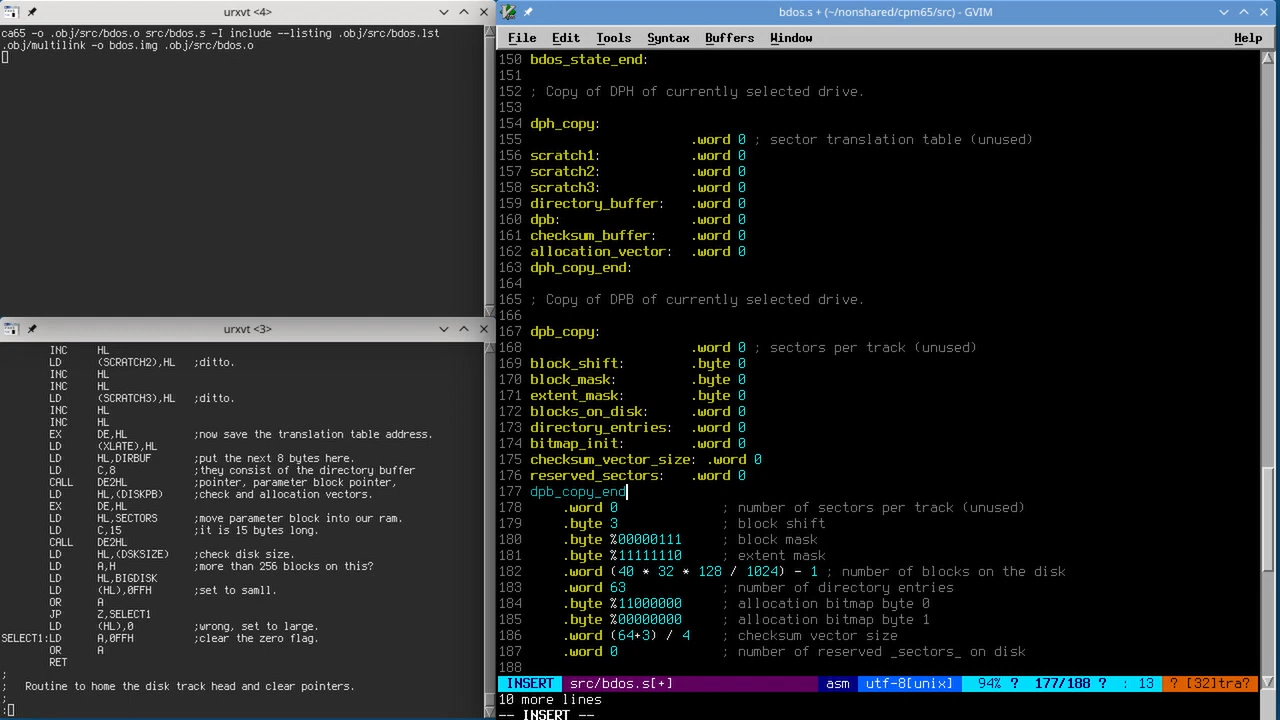 urxvt <4>
ca65 -o .obj/src/bdos.o src/bdos.s -I include --listing .obj/src/bdos.lst
.obj/multilink -o bdos.img .obj/src/bdos.o
urxvt <3>
INC HL
LD (SCRATCH2),HL ;ditto.
INC HL
INC HL
LD (SCRATCH3),HL ;ditto.
INC HL
INC HL
EX DE,HL ;now save the translation table address.
LD (XLATE),HL
LD HL,DIRBUF ;put the next 8 bytes here.
LD C,8 ;they consist of the directory buffer
CALL DE2HL ;pointer, parameter block pointer,
LD HL,(DISKPB) ;check and allocation vectors.
EX DE,HL
LD HL,SECTORS ;move parameter block into our ram.
LD C,15 ;it is 15 bytes long.
CALL DE2HL
LD HL,(DSKSIZE) ;check disk size.
LD A,H ;more than 256 blocks on this?
LD HL,BIGDISK
LD (HL),0FFH ;set to samll.
OR A
JP Z,SELECT1
LD (HL),0 ;wrong, set to large.
SELECT1:LD A,0FFH ;clear the zero flag.
OR A
RET
;
; Routine to home the disk track head and clear pointers.
;
:
bdos.s + (~/nonshared/cpm65/src) - GVIM
File Edit Tools Syntax Buffers Window Help
150 bdos_state_end:
151
152 ; Copy of DPH of currently selected drive.
153
154 dph_copy:
155 .word 0 ; sector translation table (unused)
156 scratch1: .word 0
157 scratch2: .word 0
158 scratch3: .word 0
159 directory_buffer: .word 0
160 dpb: .word 0
161 checksum_buffer: .word 0
162 allocation_vector: .word 0
163 dph_copy_end:
164
165 ; Copy of DPB of currently selected drive.
166
167 dpb_copy:
168 .word 0 ; sectors per track (unused)
169 block_shift: .byte 0
170 block_mask: .byte 0
171 extent_mask: .byte 0
172 blocks_on_disk: .word 0
173 directory_entries: .word 0
174 bitmap_init: .word 0
175 checksum_vector_size: .word 0
176 reserved_sectors: .word 0
177 dpb_copy_end
178 .word 0 ; number of sectors per track (unused)
179 .byte 3 ; block shift
180 .byte %00000111 ; block mask
181 .byte %11111110 ; extent mask
182 .word (40 * 32 * 128 / 1024) - 1 ; number of blocks on the disk
183 .word 63 ; number of directory entries
184 .byte %11000000 ; allocation bitmap byte 0
185 .byte %00000000 ; allocation bitmap byte 1
186 .word (64+3) / 4 ; checksum vector size
187 .word 0 ; number of reserved _sectors_ on disk
188
INSERT src/bdos.s[+] asm utf-8[unix] 94% ? 177/188 ? : 13 ? [32]tra?
10 more lines
-- INSERT --